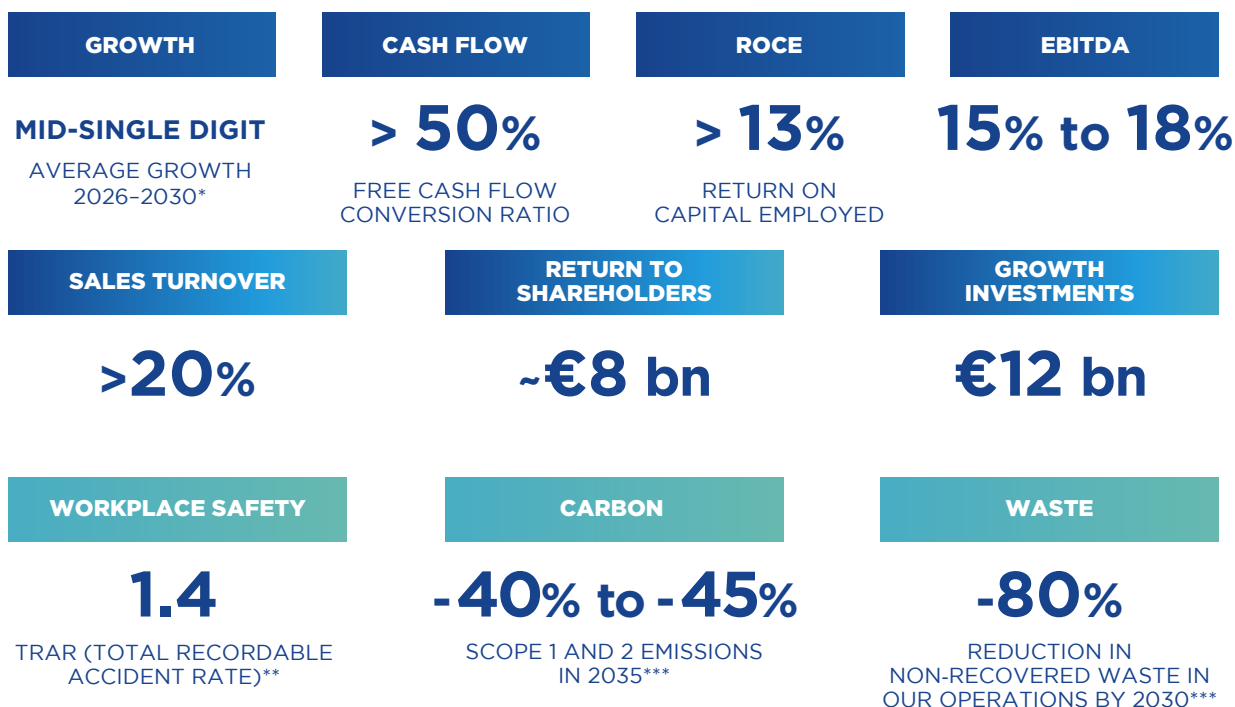 GROWTH
MID-SINGLE DIGIT
AVERAGE GROWTH
2026–2030*
CASH FLOW
> 50%
FREE CASH FLOW
CONVERSION RATIO
ROCE
> 13%
RETURN ON
CAPITAL EMPLOYED
EBITDA
15% to 18%
SALES TURNOVER
>20%
RETURN TO
SHAREHOLDERS
~€8 bn
GROWTH
INVESTMENTS
€12 bn
WORKPLACE SAFETY
1.4
TRAR (TOTAL RECORDABLE
ACCIDENT RATE)**
CARBON
-40% to -45%
SCOPE 1 AND 2 EMISSIONS
IN 2035***
WASTE
-80%
REDUCTION IN
NON-RECOVERED WASTE IN
OUR OPERATIONS BY 2030***